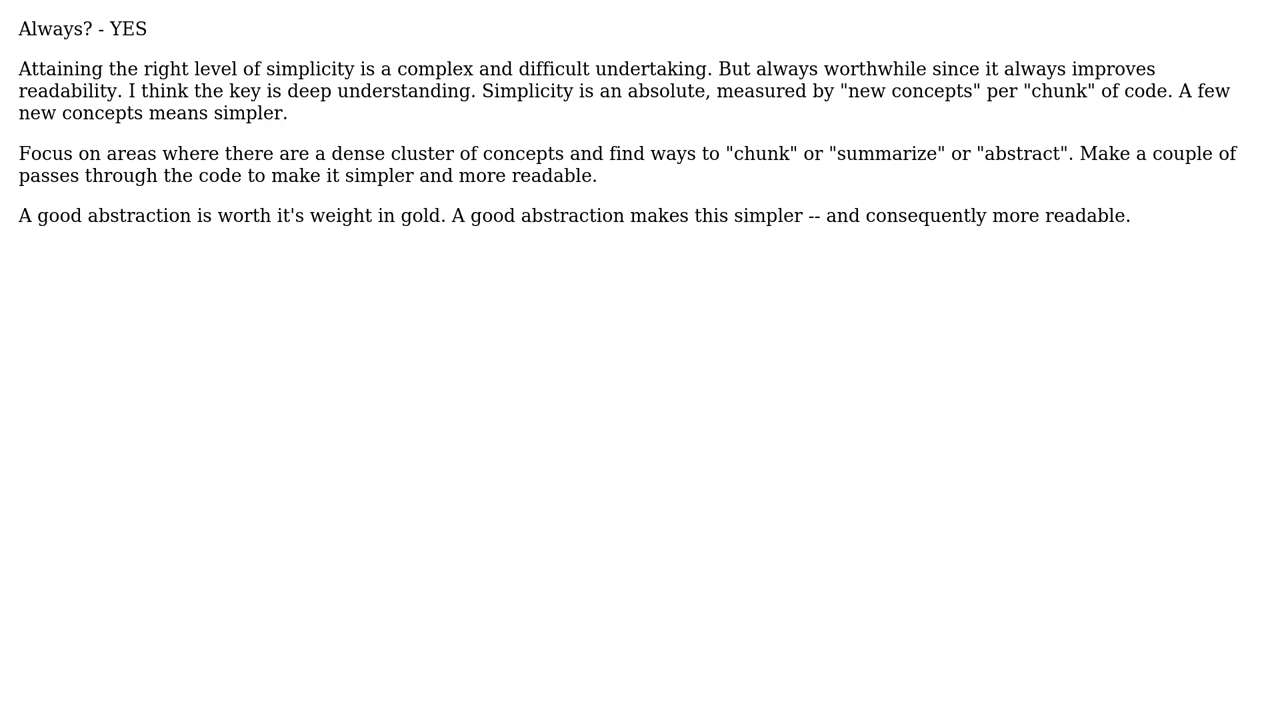 Always? - YES
Attaining the right level of simplicity is a complex and difficult undertaking. But always worthwhile since it always improves
readability. I think the key is deep understanding. Simplicity is an absolute, measured by "new concepts" per "chunk" of code. A few
new concepts means simpler.
Focus on areas where there are a dense cluster of concepts and find ways to "chunk" or "summarize" or "abstract". Make a couple of
passes through the code to make it simpler and more readable.
A good abstraction is worth it's weight in gold. A good abstraction makes this simpler -- and consequently more readable.